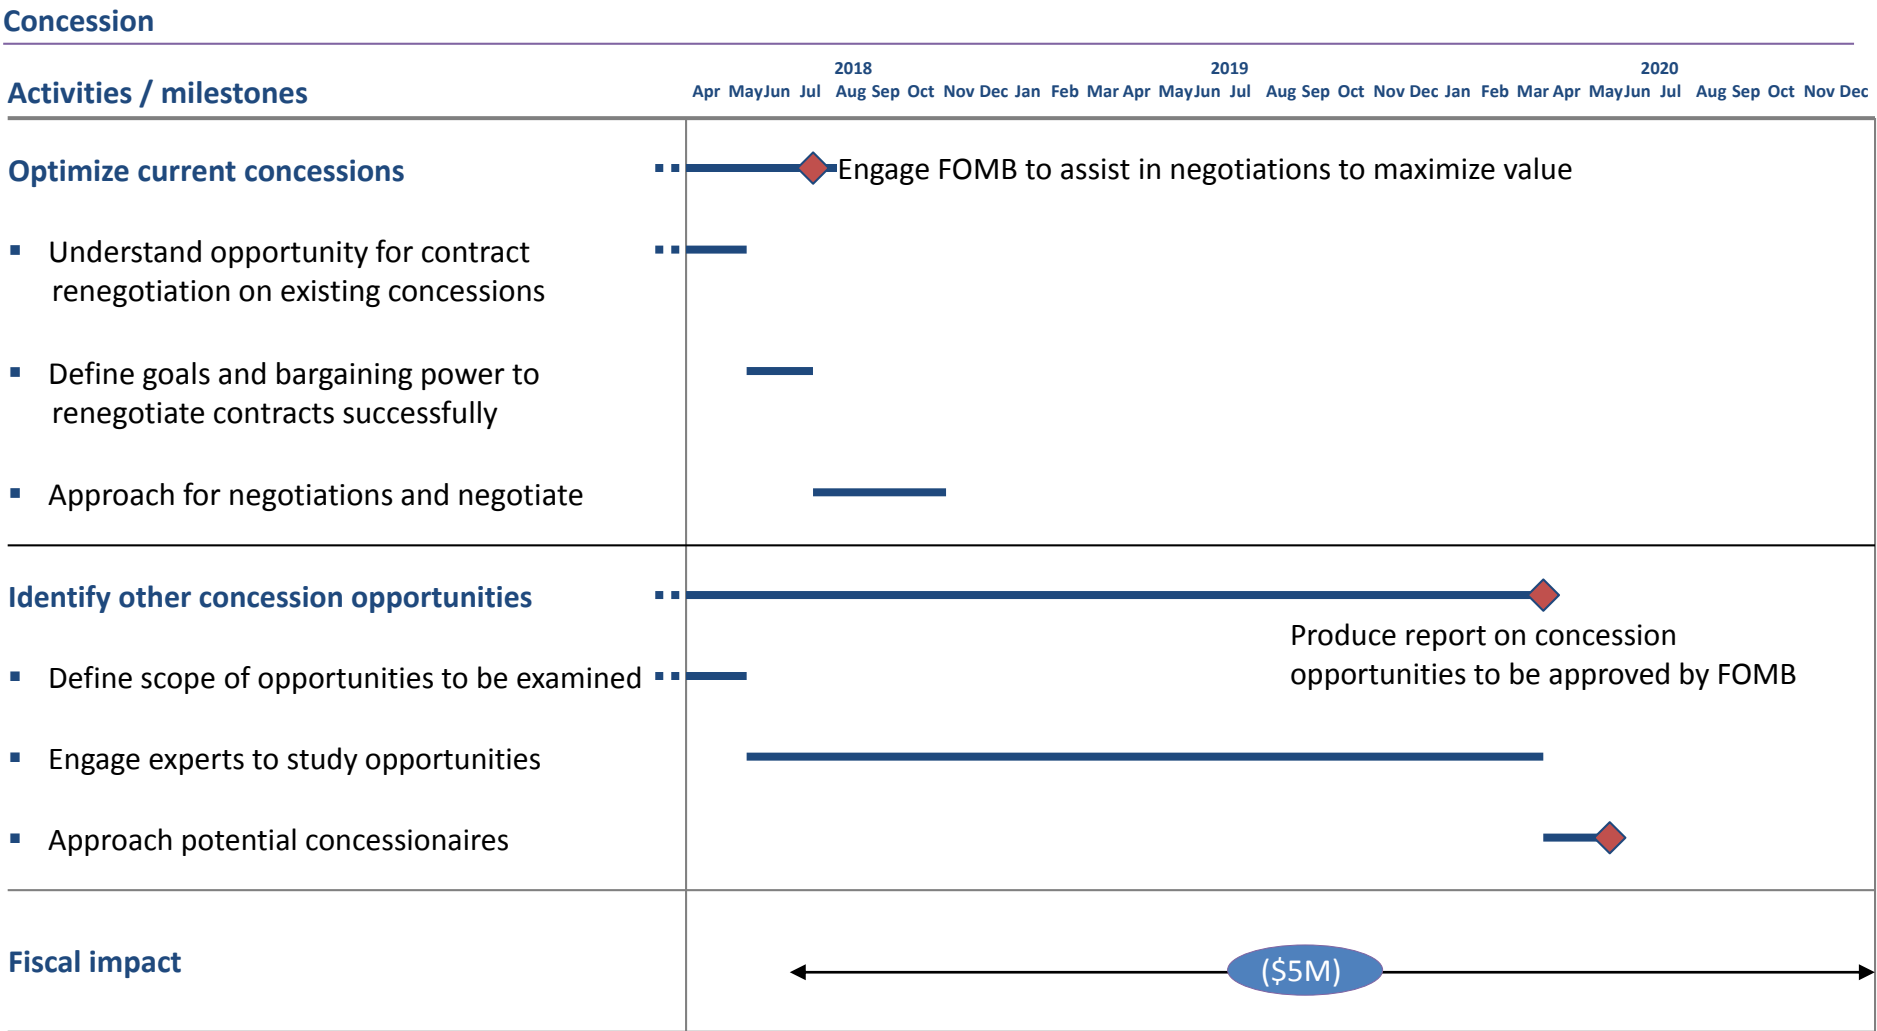 Concession
2018 2019 2020
Activities / milestones Apr May Jun Jul Aug Sep Oct Nov Dec Jan Feb Mar Apr May Jun Jul Aug Sep Oct Nov Dec Jan Feb Mar Apr May Jun Jul Aug Sep Oct Nov Dec
Optimize current concessions Engage FOMB to assist in negotiations to maximize value
▪ Understand opportunity for contract
renegotiation on existing concessions
▪ Define goals and bargaining power to
renegotiate contracts successfully
▪ Approach for negotiations and negotiate
Identify other concession opportunities
Produce report on concession
opportunities to be approved by FOMB
▪ Define scope of opportunities to be examined
▪ Engage experts to study opportunities
▪ Approach potential concessionaires
Fiscal impact ($5M)